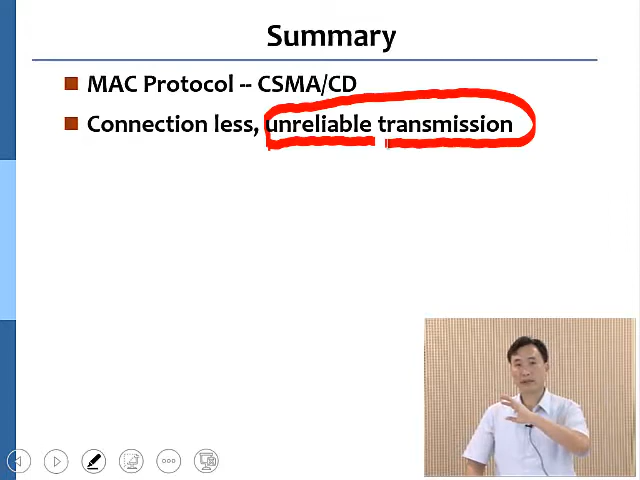 Summary
MAC Protocol -- CSMA/CD
Connection less, unreliable transmission